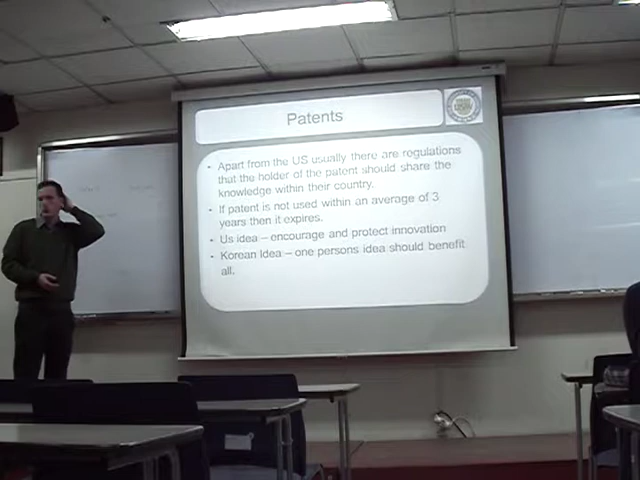 Patents
• Apart from the US usually there are regulations
that the holder of the patent should share the
knowledge within their country.
• If patent is not used within an average of 3
years then it expires.
• Us idea – encourage and protect innovation
• Korean Idea – one persons idea should benefit
all.